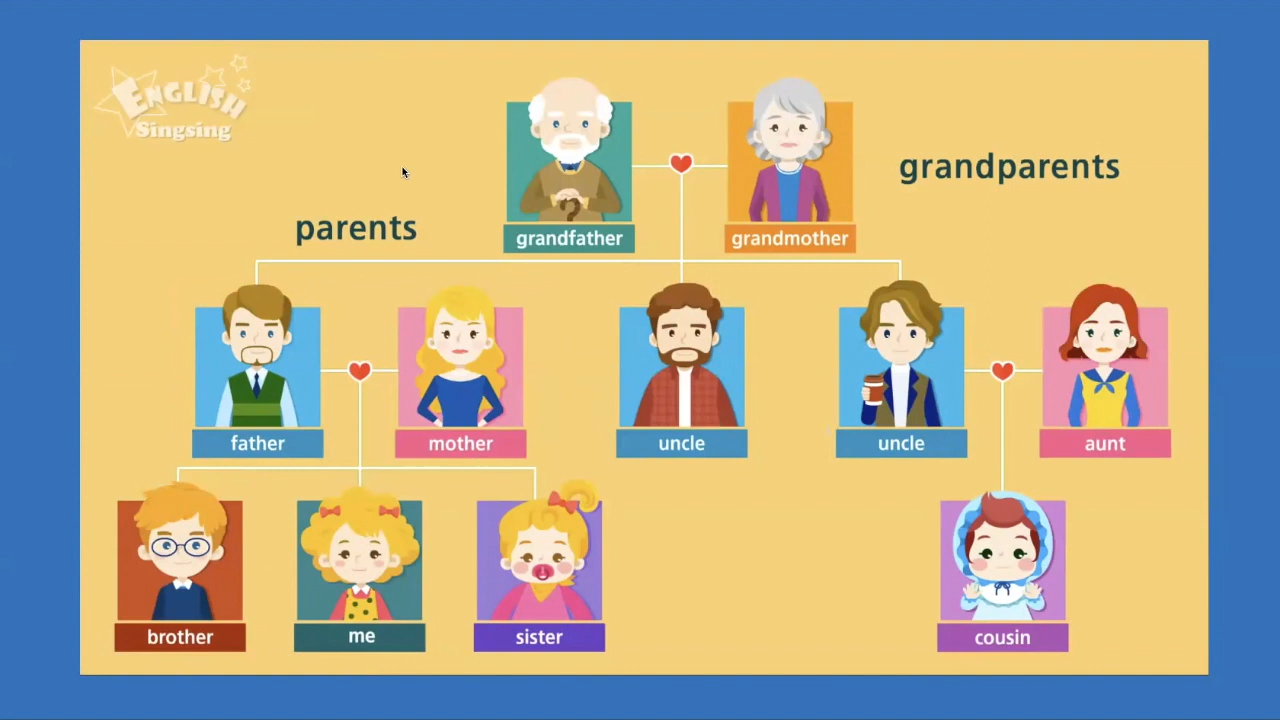 ENGLISH
Singsing
grandparents
parents
grandfather
grandmother
father
mother
uncle
uncle
aunt
brother
me
sister
cousin